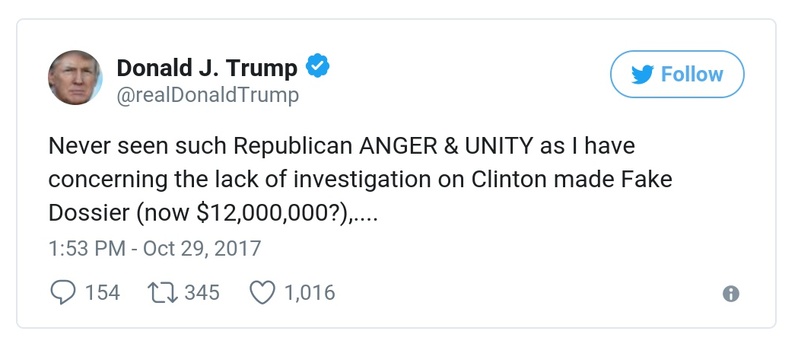 Donald J. Trump
@realDonaldTrump
Follow
Never seen such Republican ANGER & UNITY as I have
concerning the lack of investigation on Clinton made Fake
Dossier (now $12,000,000?),....
1:53 PM - Oct 29, 2017
154 345 1,016